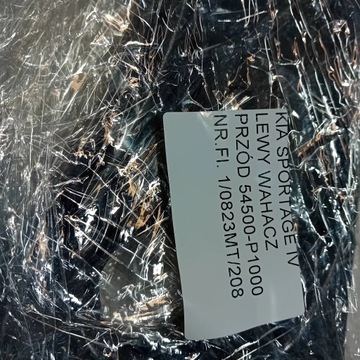 KIA SPORTAGE IV
LEWY WAHACZ
PRZÓD 54500-P1000
NR.FI. 1/0823MT/208